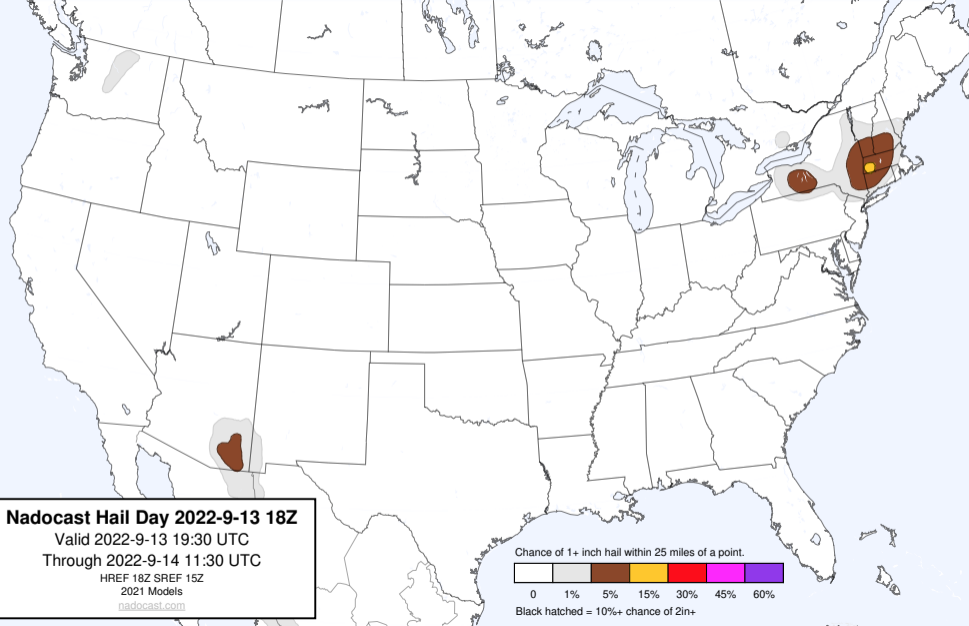 Nadocast Hail Day 2022-9-13 18Z
Valid 2022-9-13 19:30 UTC
Through 2022-9-14 11:30 UTC
HREF 18Z SREF 15Z
2021 Models
nadocast.com
Chance of 1+ inch hail within 25 miles of a point.
0 1% 5% 15% 30% 45% 60%
Black hatched = 10%+ chance of 2in+